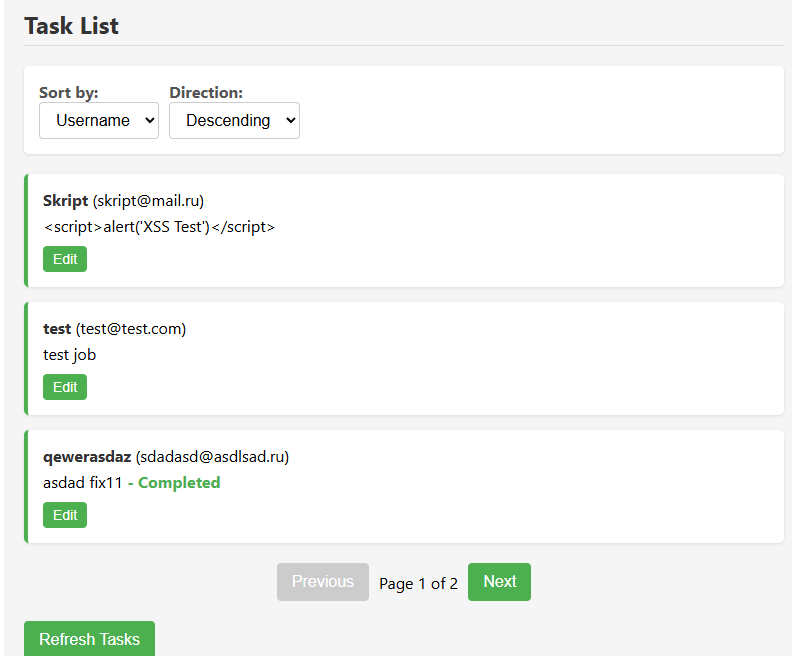 Task List
Sort by: Direction:
Username Descending
Skript (skript@mail.ru)
<script>alert('XSS Test')</script>
Edit
test (test@test.com)
test job
Edit
qewerasdaz (sdadasd@asdlsad.ru)
asdad fix11 - Completed
Edit
Previous Page 1 of 2 Next
Refresh Tasks